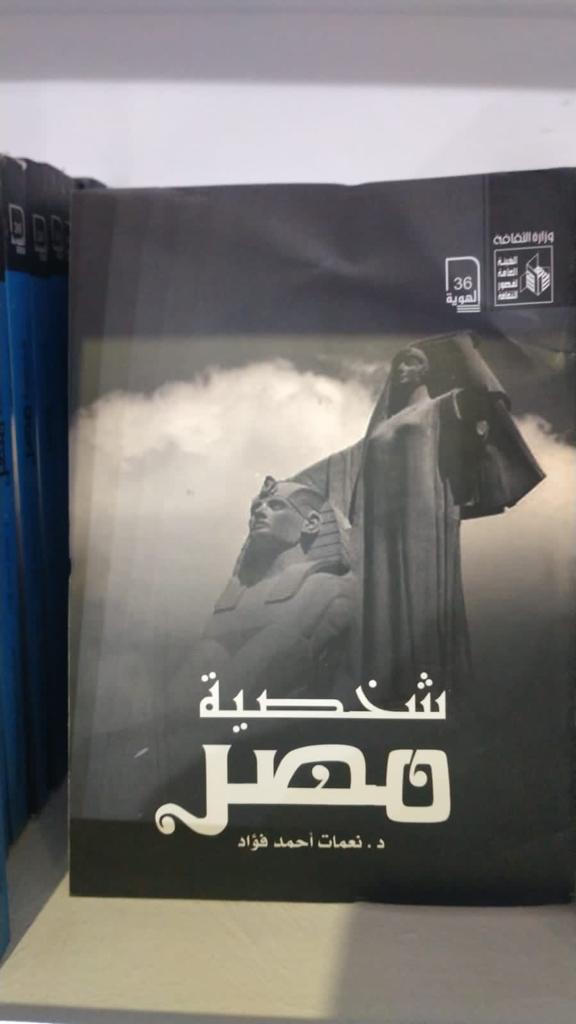 وزارة الثقافة
الهيئة
العامة
لقصور
الثقافة
36
الهوية
شخصية
مصر
د. نعمات أحمد فؤاد